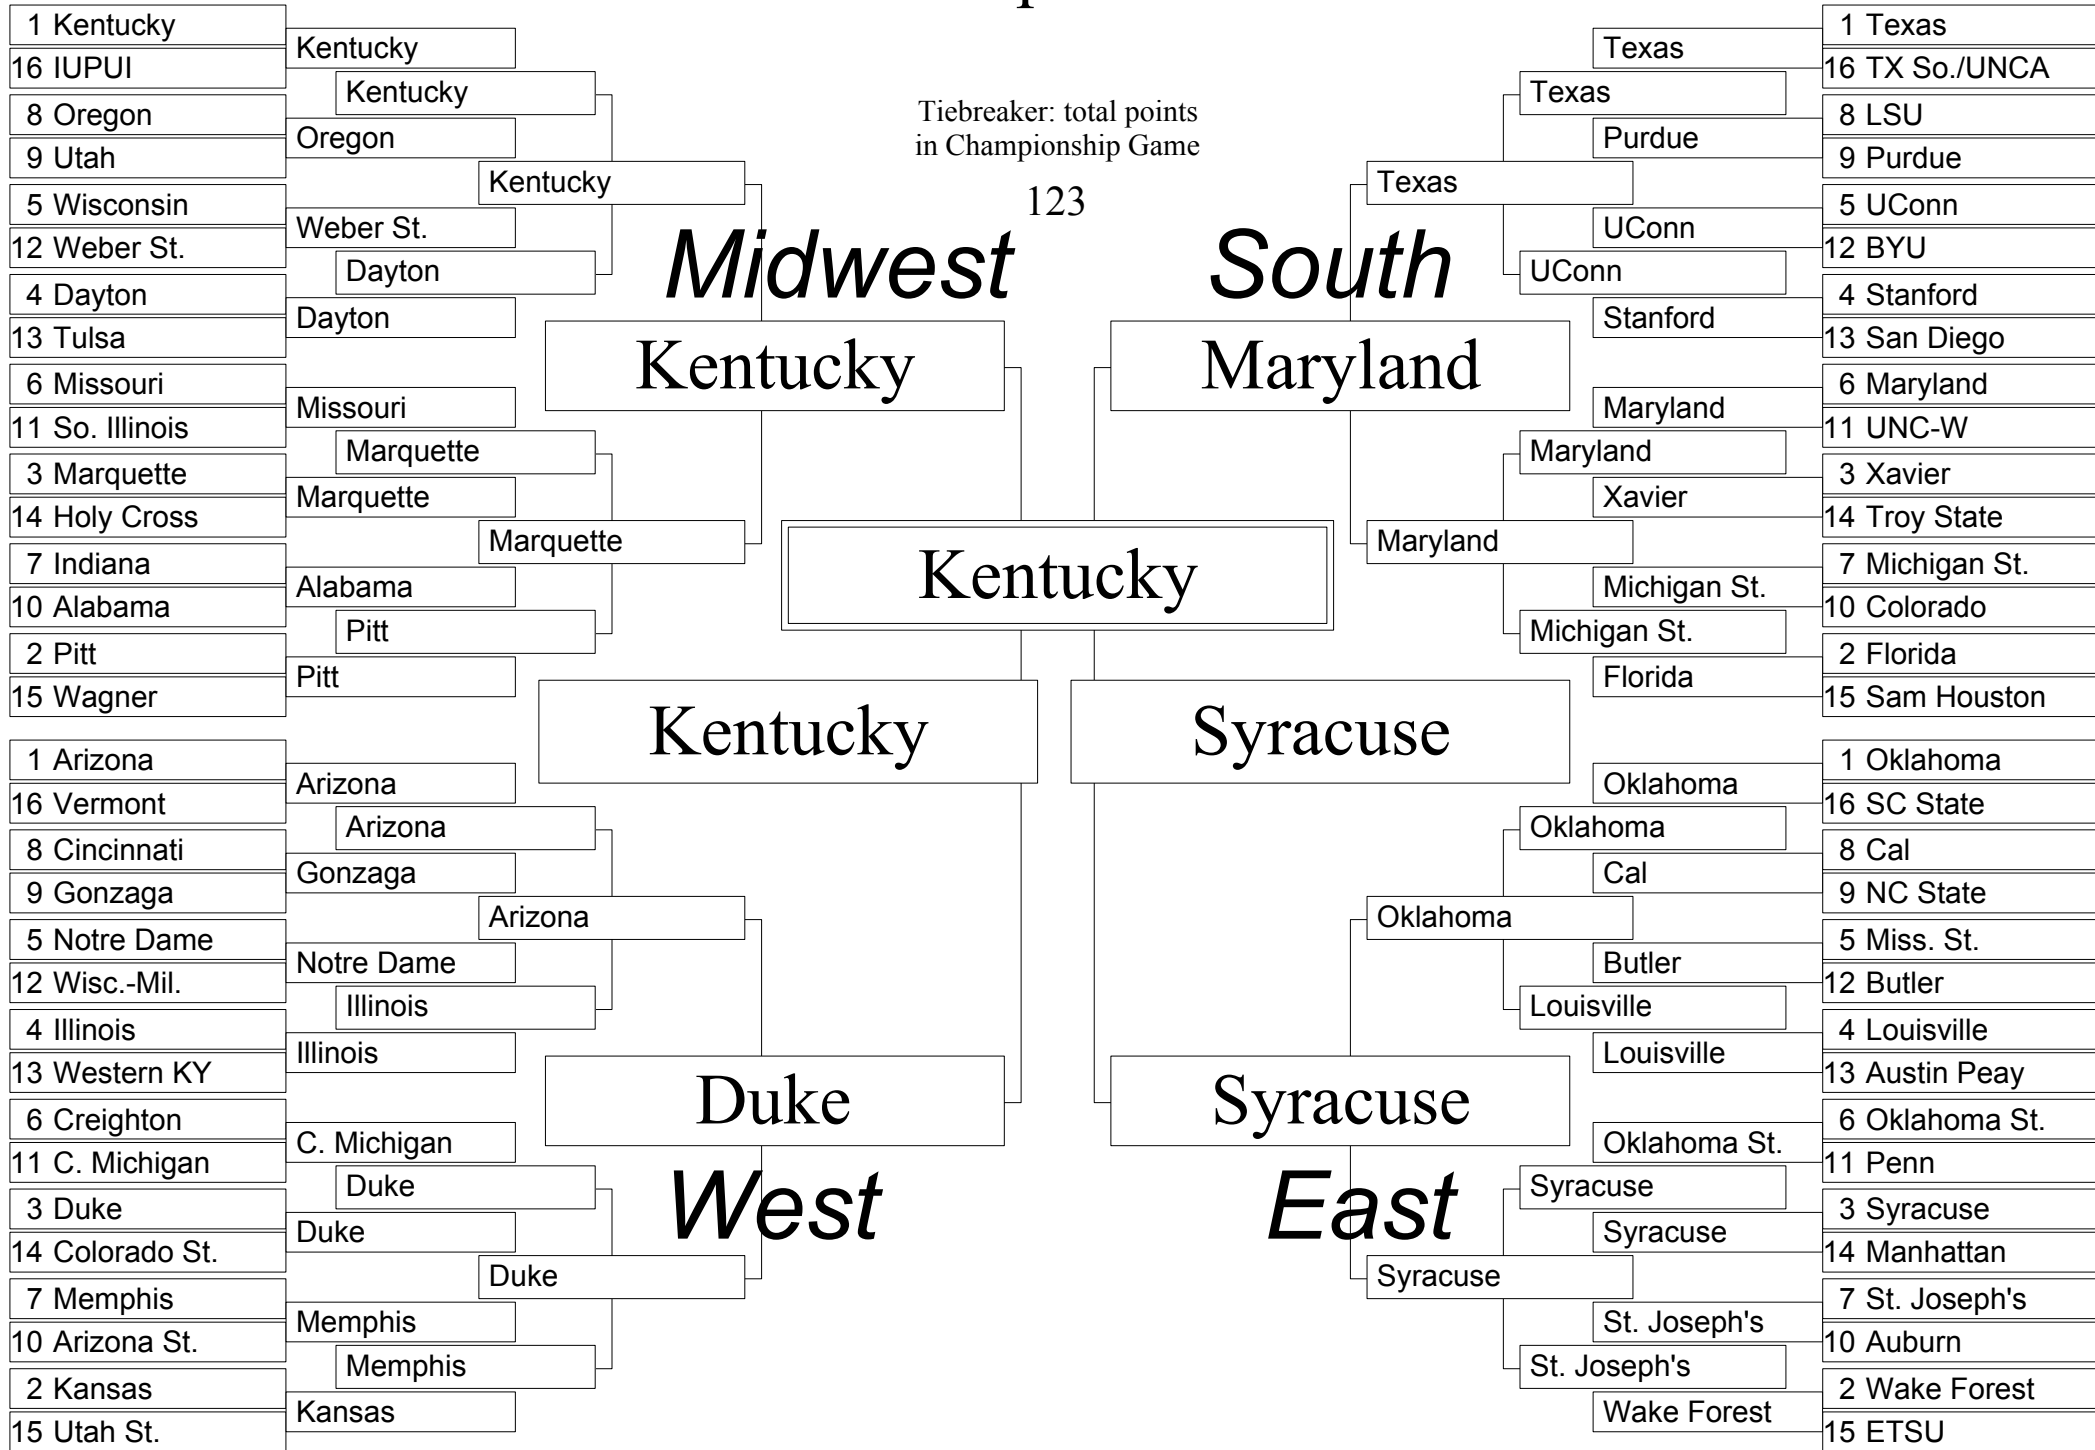 1 Kentucky
16 IUPUI
8 Oregon
9 Utah
5 Wisconsin
12 Weber St.
4 Dayton
13 Tulsa
6 Missouri
11 So. Illinois
3 Marquette
14 Holy Cross
7 Indiana
10 Alabama
2 Pitt
15 Wagner
Kentucky
Oregon
Weber St.
Dayton
Missouri
Marquette
Alabama
Pitt
Kentucky
Dayton
Marquette
Pitt
Kentucky
Marquette
Midwest
Kentucky
1 Arizona
16 Vermont
8 Cincinnati
9 Gonzaga
5 Notre Dame
12 Wisc.-Mil.
4 Illinois
13 Western KY
6 Creighton
11 C. Michigan
3 Duke
14 Colorado St.
7 Memphis
10 Arizona St.
2 Kansas
15 Utah St.
Arizona
Gonzaga
Notre Dame
Illinois
C. Michigan
Duke
Memphis
Kansas
Arizona
Illinois
Duke
Memphis
Arizona
Duke
Duke
West
Tiebreaker: total points
in Championship Game
123
Kentucky
Kentucky
Syracuse
South
Maryland
Texas
Maryland
Texas
UConn
Maryland
Michigan St.
Texas
Purdue
UConn
Stanford
Maryland
Xavier
Michigan St.
Florida
1 Texas
16 TX So./UNCA
8 LSU
9 Purdue
5 UConn
12 BYU
4 Stanford
13 San Diego
6 Maryland
11 UNC-W
3 Xavier
14 Troy State
7 Michigan St.
10 Colorado
2 Florida
15 Sam Houston
Syracuse
East
Oklahoma
Syracuse
Oklahoma
Louisville
Syracuse
St. Joseph's
Oklahoma
Cal
Butler
Louisville
Oklahoma St.
Syracuse
St. Joseph's
Wake Forest
1 Oklahoma
16 SC State
8 Cal
9 NC State
5 Miss. St.
12 Butler
4 Louisville
13 Austin Peay
6 Oklahoma St.
11 Penn
3 Syracuse
14 Manhattan
7 St. Joseph's
10 Auburn
2 Wake Forest
15 ETSU